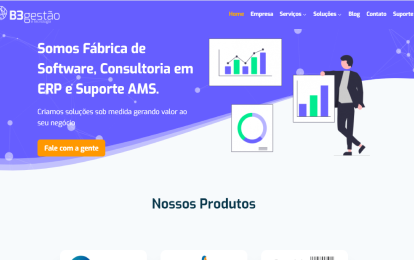 B3gestão
Home
Empresa
Serviços
Soluções
Blog
Contato
Suporte
Somos Fábrica de
Software, Consultoria em
ERP e Suporte AMS.
Criamos soluções sob medida gerando valor ao
seu negócio
Fale com a gente
Nossos Produtos